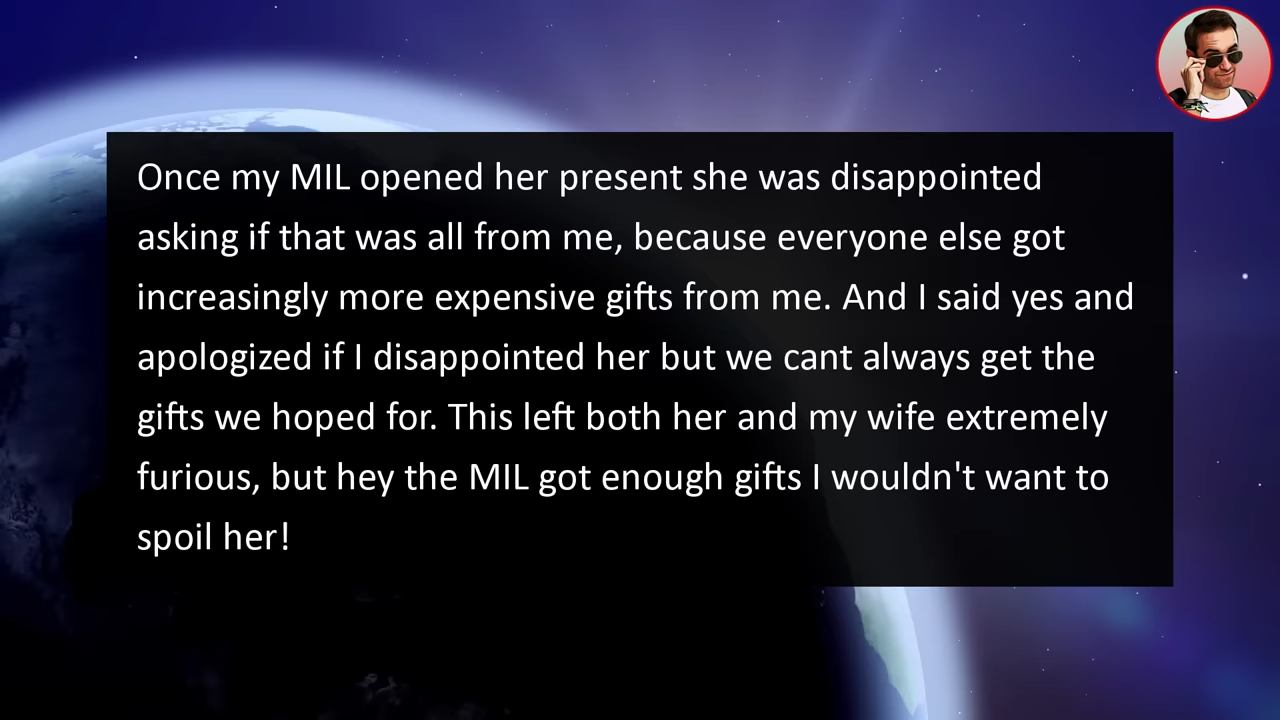 Once my MIL opened her present she was disappointed
asking if that was all from me, because everyone else got
increasingly more expensive gifts from me. And I said yes and
apologized if I disappointed her but we cant always get the
gifts we hoped for. This left both her and my wife extremely
furious, but hey the MIL got enough gifts I wouldn't want to
spoil her!